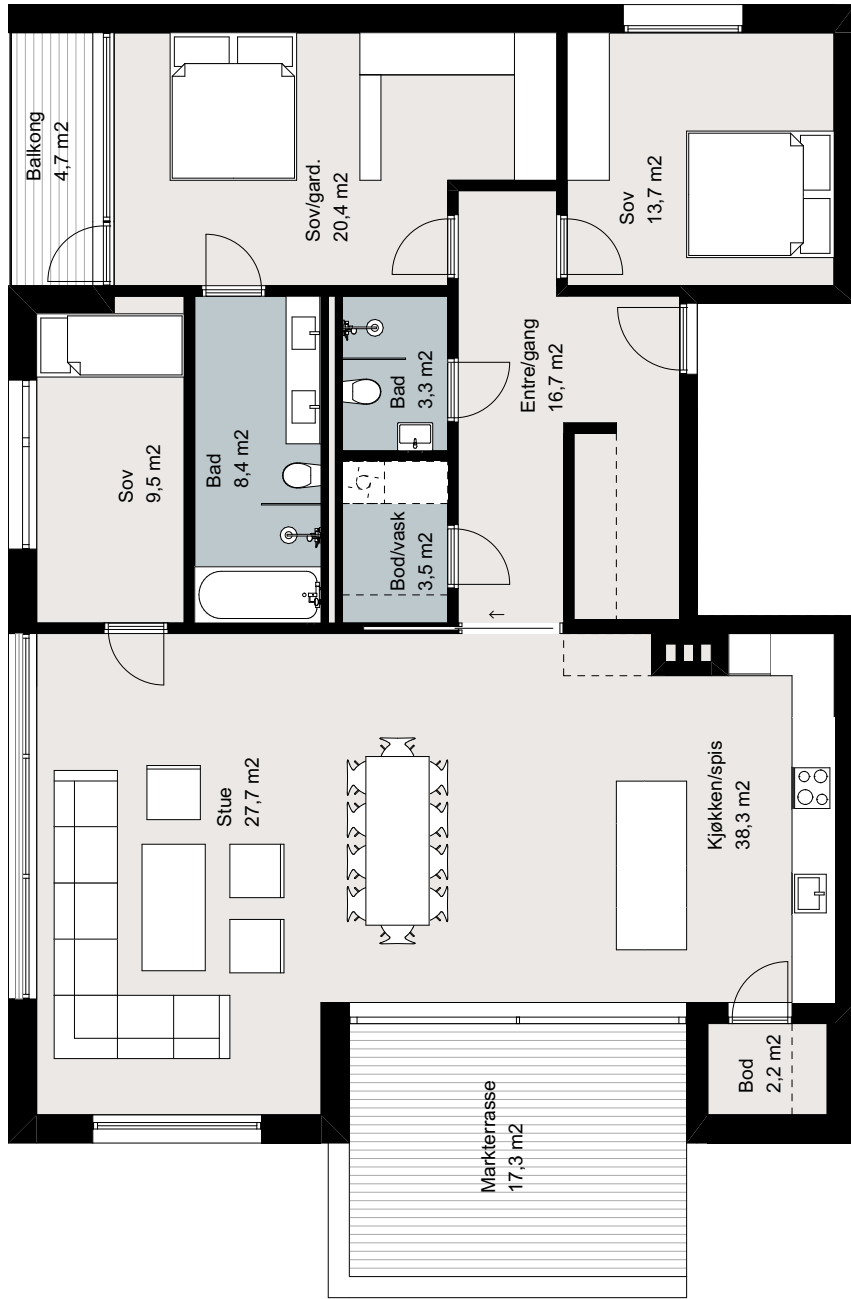 Balkong
4,7 m2
Sov/gard.
20,4 m2
Sov
13,7 m2
Sov
9,5 m2
Bad
8,4 m2
Bad
3,3 m2
Entre/gang
16,7 m2
Bod/vask
3,5 m2
Stue
27,7 m2
Kjøkken/spis
38,3 m2
Markterrasse
17,3 m2
Bod
2,2 m2